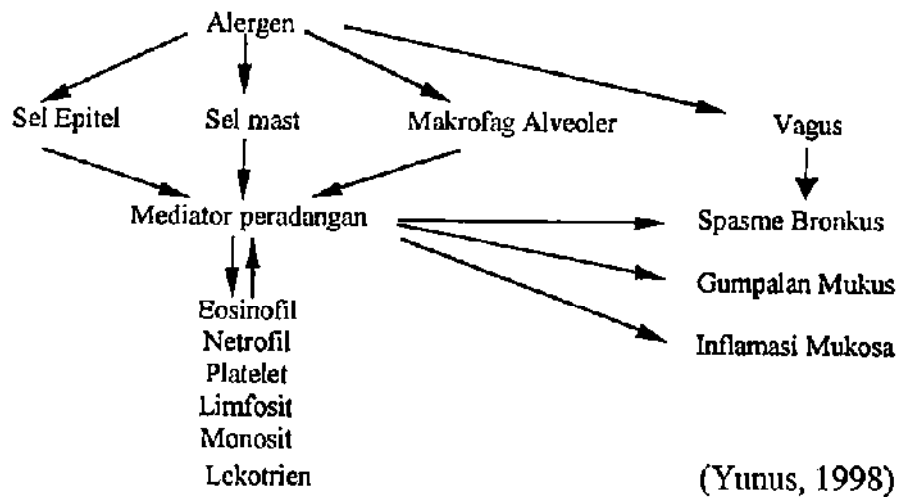 Alergen
Sel Epitel Sel mast Makrofag Alveoler Vagus
Mediator peradangan Spasme Bronkus
Gumpalan Mukus
Eosinofil
Netrofil Inflamasi Mukosa
Platelet
Limfosit
Monosit
Lekotrien (Yunus, 1998)